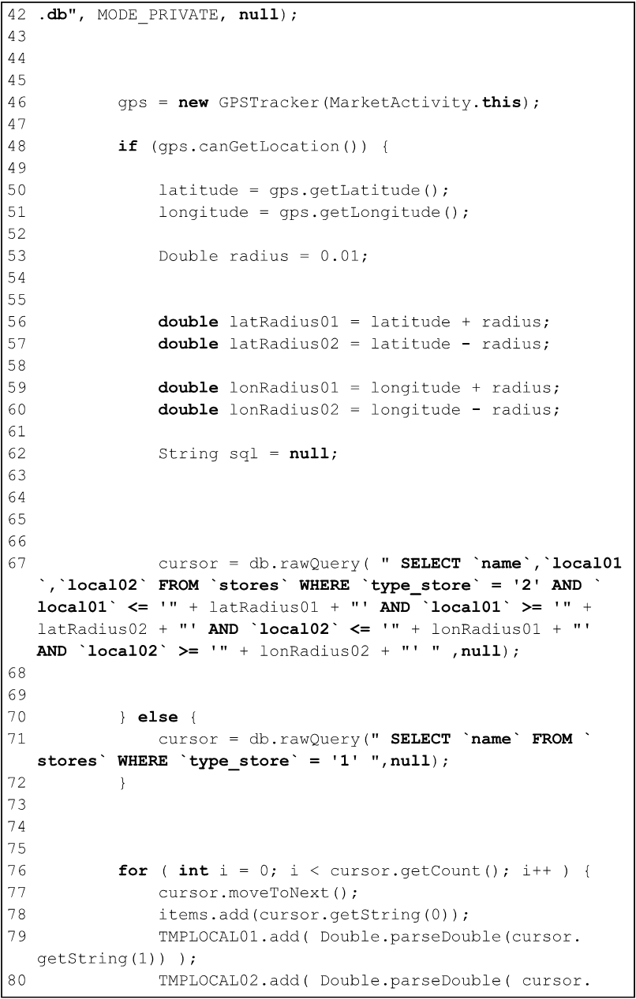 42 .db", MODE_PRIVATE, null);
43
44
45
46         gps = new GPSTracker(MarketActivity.this);
47
48         if (gps.canGetLocation()) {
49
50             latitude = gps.getLatitude();
51             longitude = gps.getLongitude();
52
53             Double radius = 0.01;
54
55
56             double latRadius01 = latitude + radius;
57             double latRadius02 = latitude - radius;
58
59             double lonRadius01 = longitude + radius;
60             double lonRadius02 = longitude - radius;
61
62             String sql = null;
63
64
65
66
67             cursor = db.rawQuery( " SELECT `name`,`local01
`,`local02` FROM `stores` WHERE `type_store` = '2' AND `
local01` <= '" + latRadius01 + "' AND `local01` >= '" +
latRadius02 + "' AND `local02` <= '" + lonRadius01 + "'
AND `local02` >= '" + lonRadius02 + "' " ,null);
68
69
70         } else {
71             cursor = db.rawQuery(" SELECT `name` FROM `
stores` WHERE `type_store` = '1' ",null);
72         }
73
74
75
76         for ( int i = 0; i < cursor.getCount(); i++ ) {
77             cursor.moveToNext();
78             items.add(cursor.getString(0));
79             TMPLOCAL01.add( Double.parseDouble(cursor.
getString(1)) );
80             TMPLOCAL02.add( Double.parseDouble( cursor.